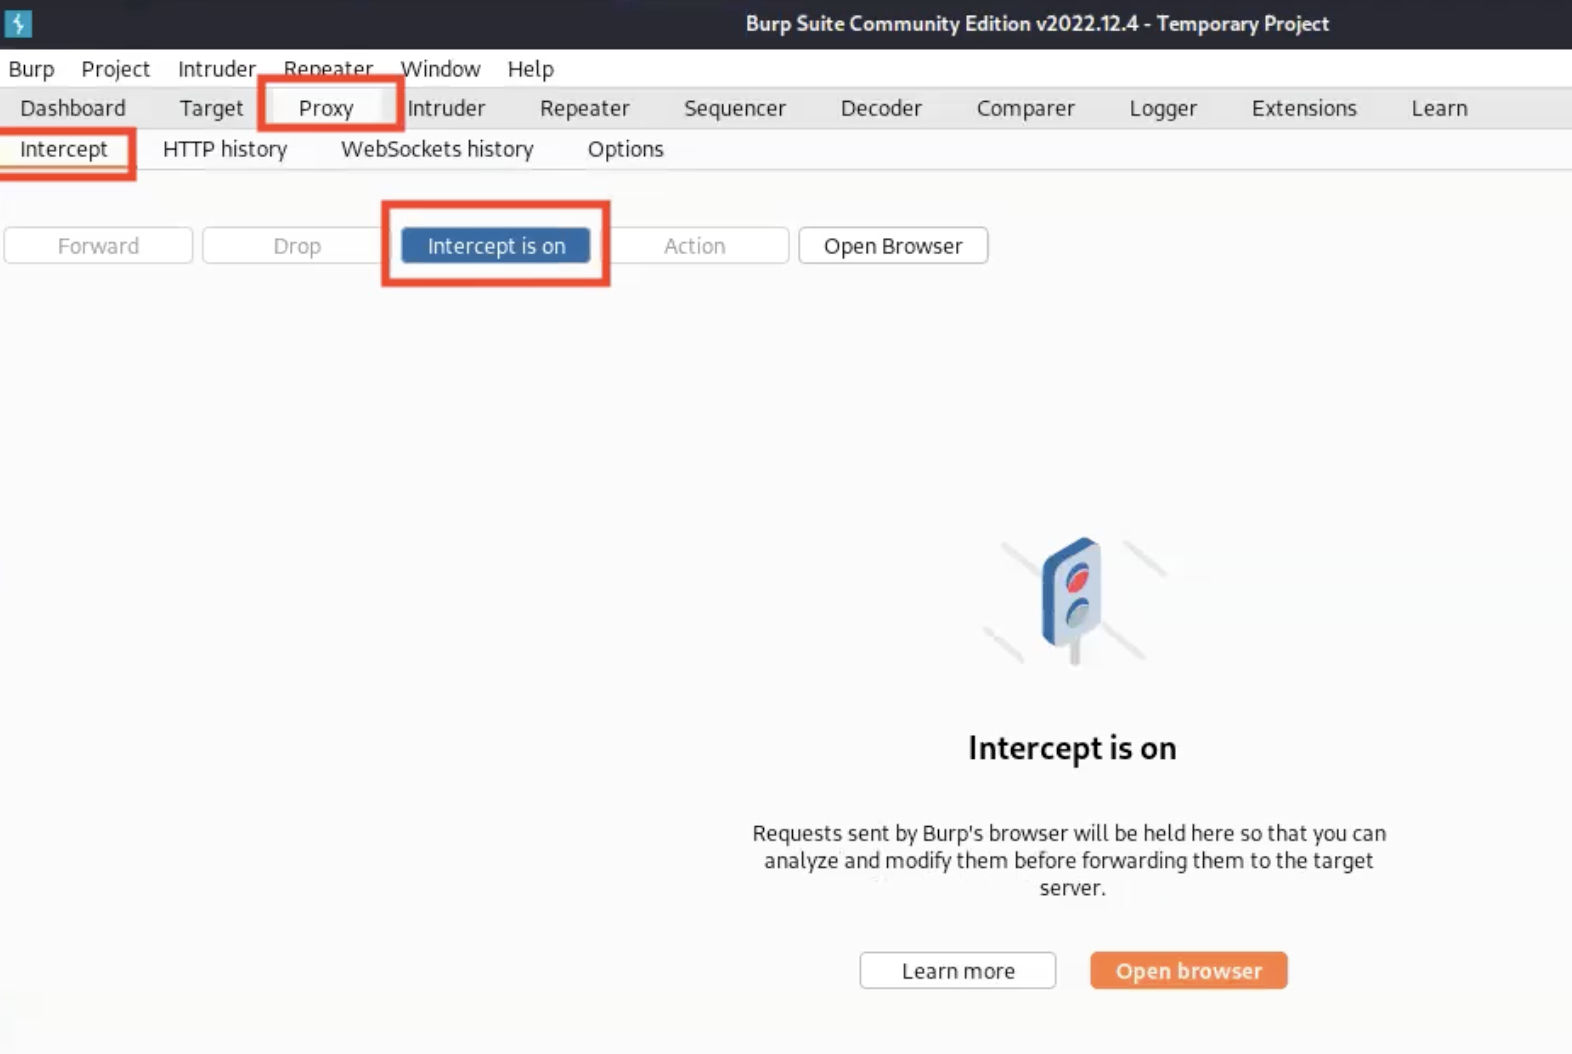 Burp Suite Community Edition v2022.12.4 - Temporary Project
Burp Project Intruder Repeater Window Help
Dashboard Target Proxy Intruder Repeater Sequencer Decoder Comparer Logger Extensions Learn
Intercept HTTP history WebSockets history Options
Forward Drop Intercept is on Action Open Browser
Intercept is on
Requests sent by Burp's browser will be held here so that you can
analyze and modify them before forwarding them to the target
server.
Learn more Open browser